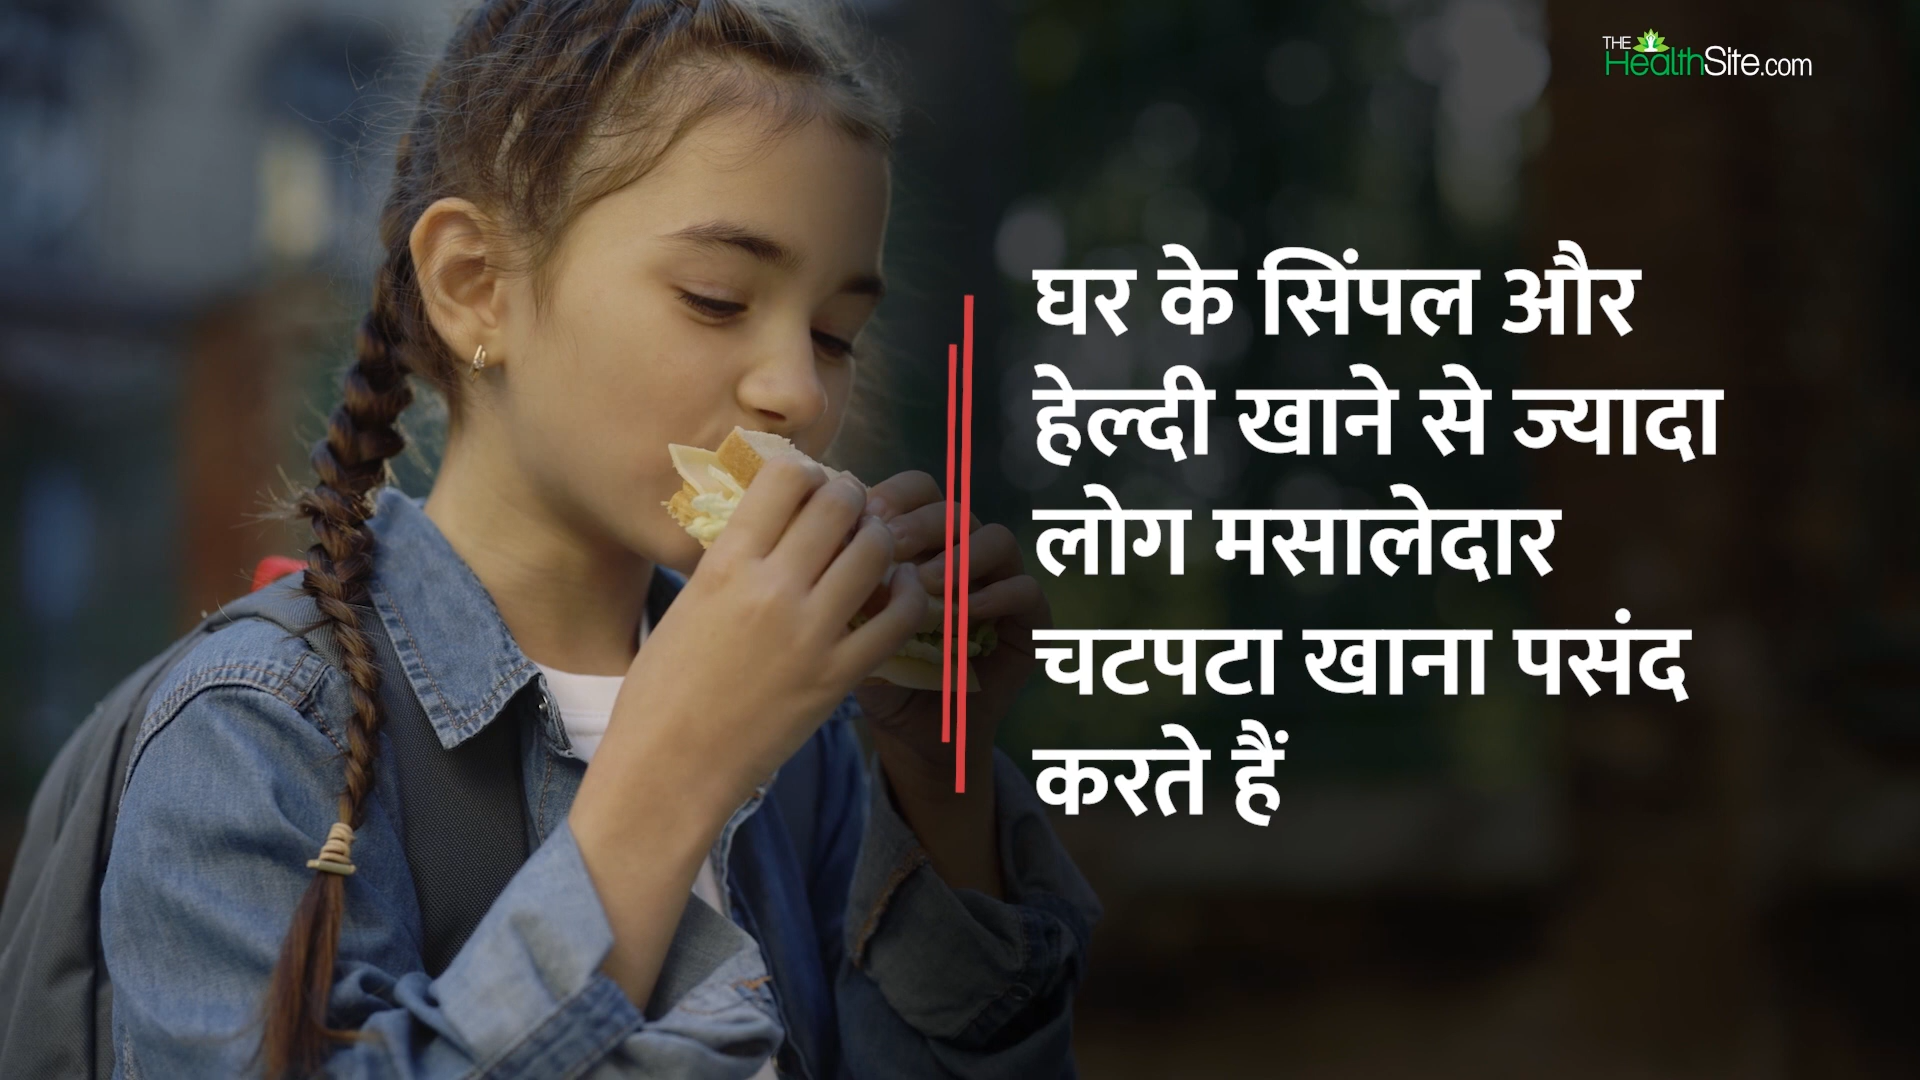 THE
HealthSite.com
घर के सिंपल और
हेल्दी खाने से ज्यादा
लोग मसालेदार
चटपटा खाना पसंद
करते हैं